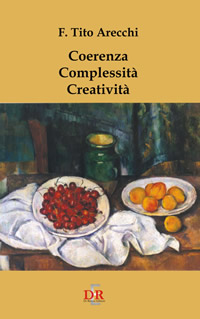 F. Tito Arecchi
Coerenza
Complessità
Creatività
DR